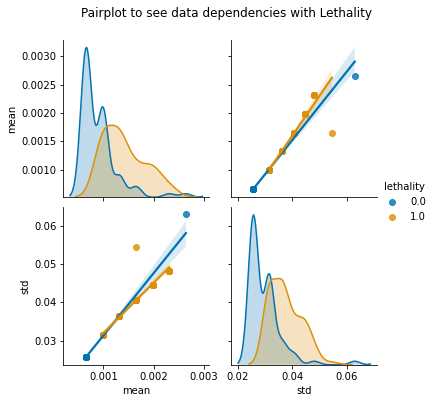 Pairplot to see data dependencies with Lethality
0.0030
0.0025
0.0020
0.0015
0.0010
mean
lethality
0.0
1.0
0.06
0.05
0.04
0.03
std
0.001 0.002 0.003
mean
0.02 0.04 0.06
std